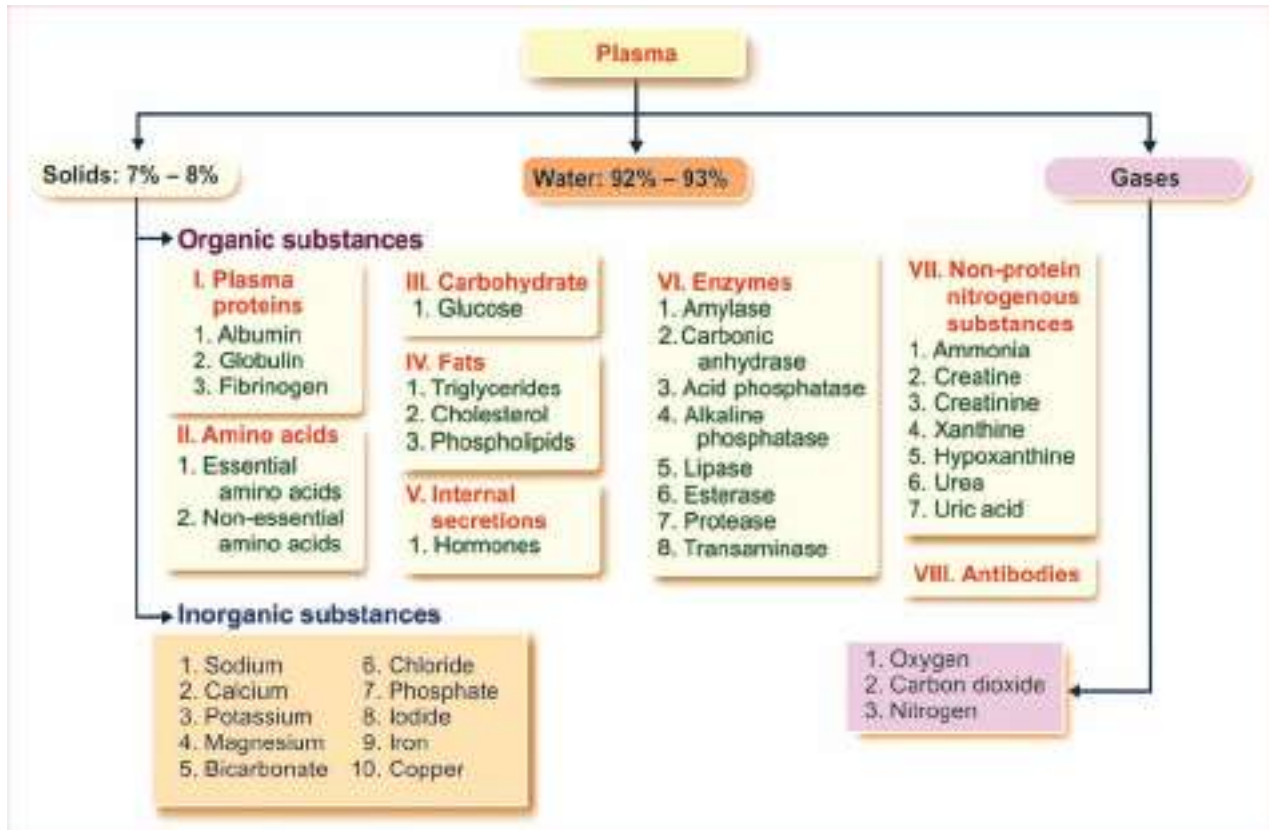 Plasma
Solids: 7% – 8%
Water: 92% – 93%
Gases
Organic substances
I. Plasma
proteins
1. Albumin
2. Globulin
3. Fibrinogen
II. Amino acids
1. Essential
amino acids
2. Non-essential
amino acids
III. Carbohydrate
1. Glucose
IV. Fats
1. Triglycerides
2. Cholesterol
3. Phospholipids
V. Internal
secretions
1. Hormones
VI. Enzymes
1. Amylase
2. Carbonic
anhydrase
3. Acid phosphatase
4. Alkaline
phosphatase
5. Lipase
6. Esterase
7. Protease
8. Transaminase
VII. Non-protein
nitrogenous
substances
1. Ammonia
2. Creatine
3. Creatinine
4. Xanthine
5. Hypoxanthine
6. Urea
7. Uric acid
VIII. Antibodies
Inorganic substances
1. Sodium
2. Calcium
3. Potassium
4. Magnesium
5. Bicarbonate
6. Chloride
7. Phosphate
8. Iodide
9. Iron
10. Copper
1. Oxygen
2. Carbon dioxide
3. Nitrogen